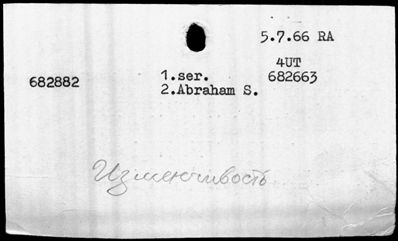 5.7.66 RA
4UT
682882 1.ser. 682663
2.Abraham S.
Изменчивость